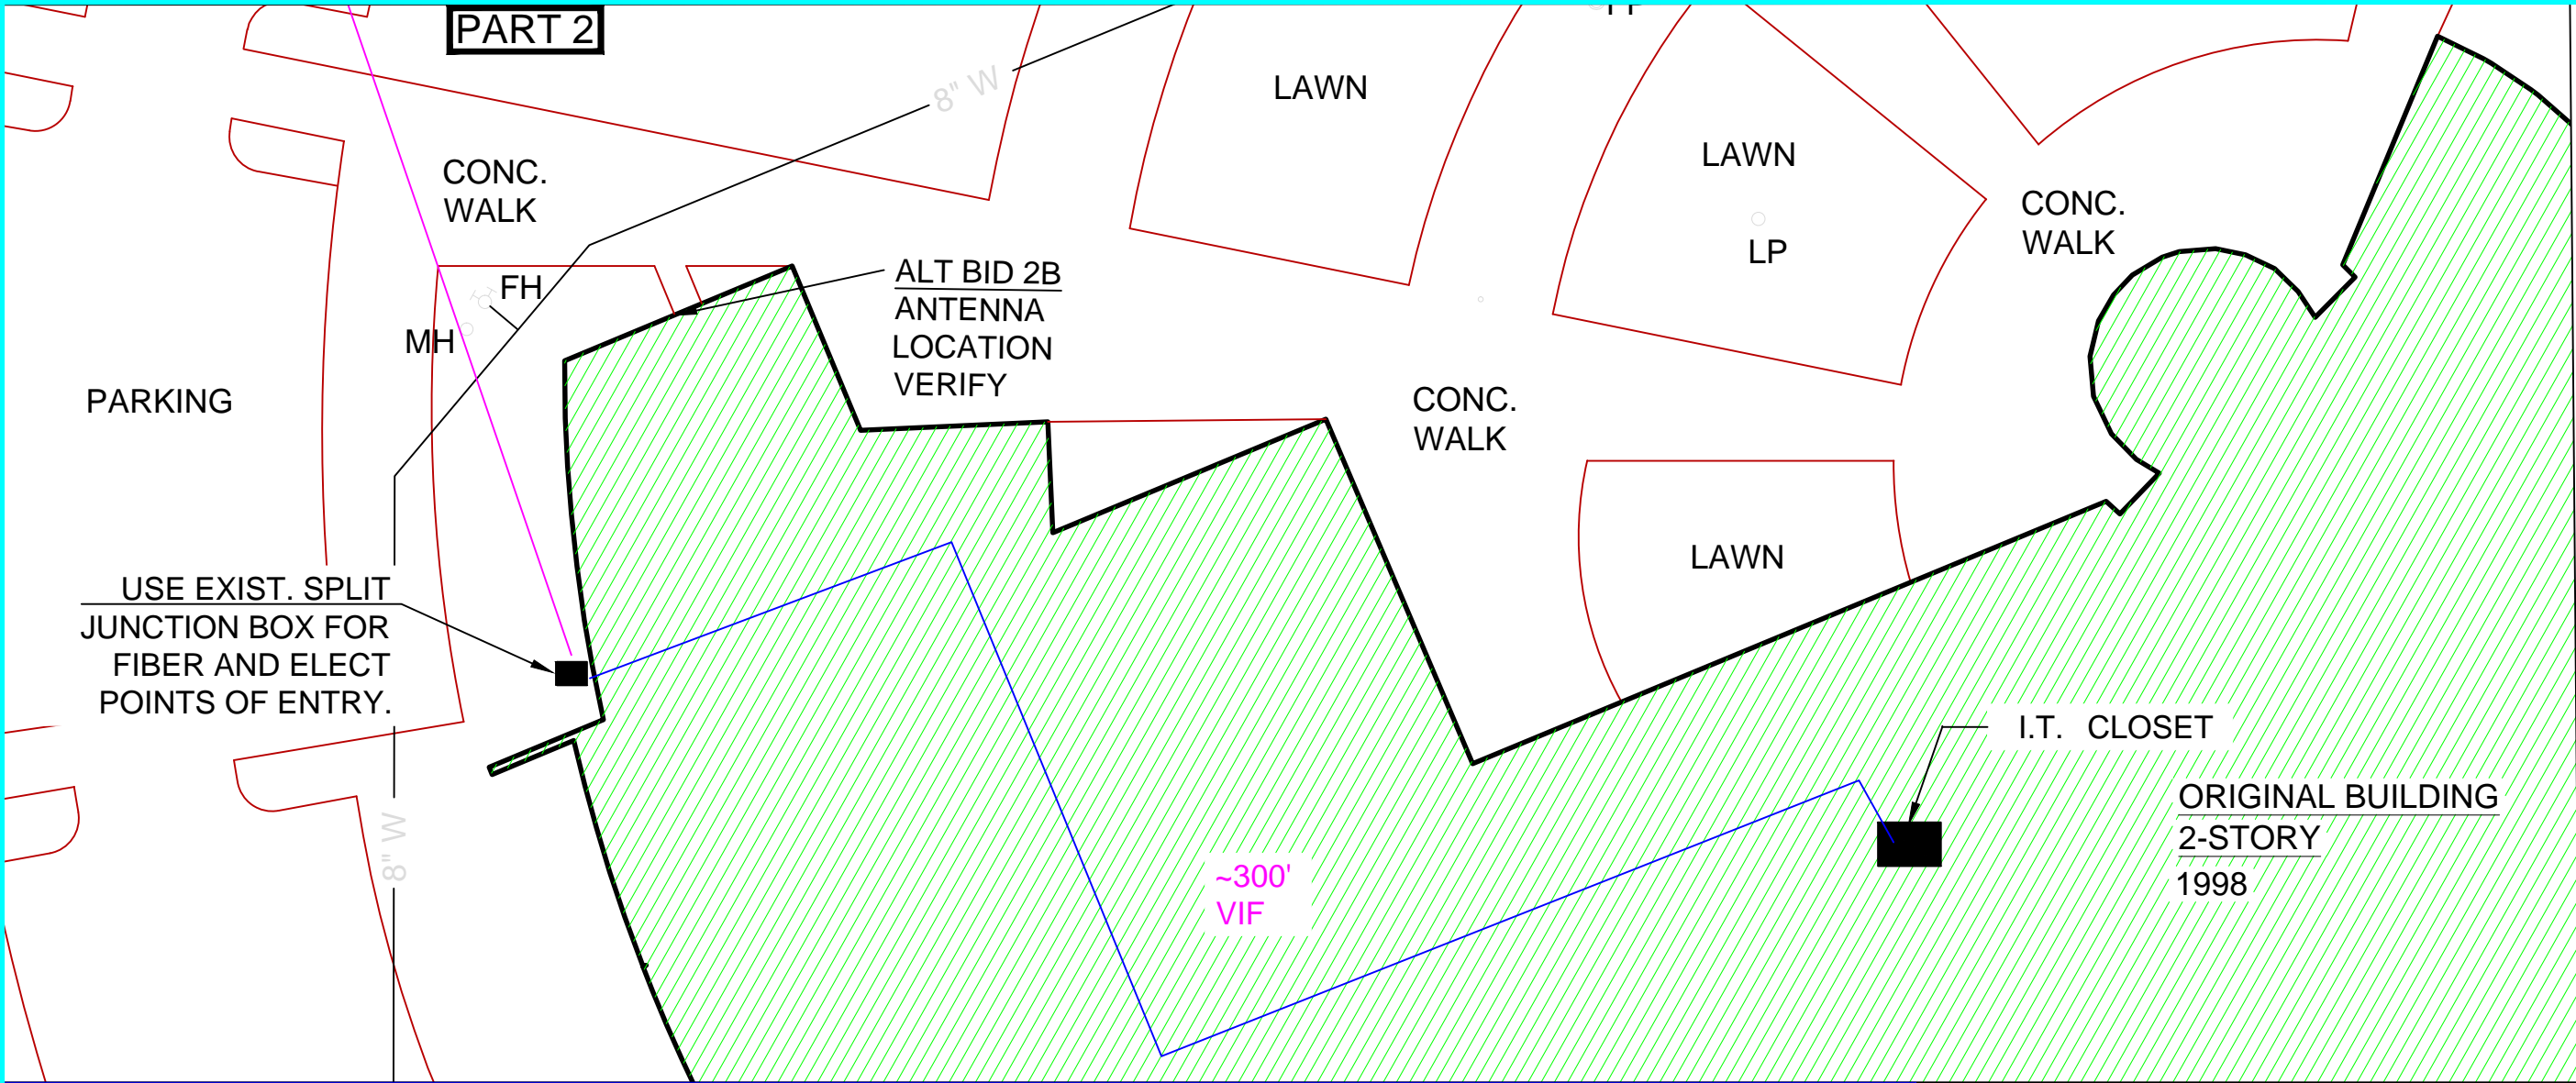 PART 2
8" W
LAWN
LAWN
LP
CONC.
WALK
CONC.
WALK
FH
MH
ALT BID 2B
ANTENNA
LOCATION
VERIFY
PARKING
CONC.
WALK
LAWN
USE EXIST. SPLIT
JUNCTION BOX FOR
FIBER AND ELECT
POINTS OF ENTRY.
I.T. CLOSET
ORIGINAL BUILDING
2-STORY
1998
8" W
~300'
VIF